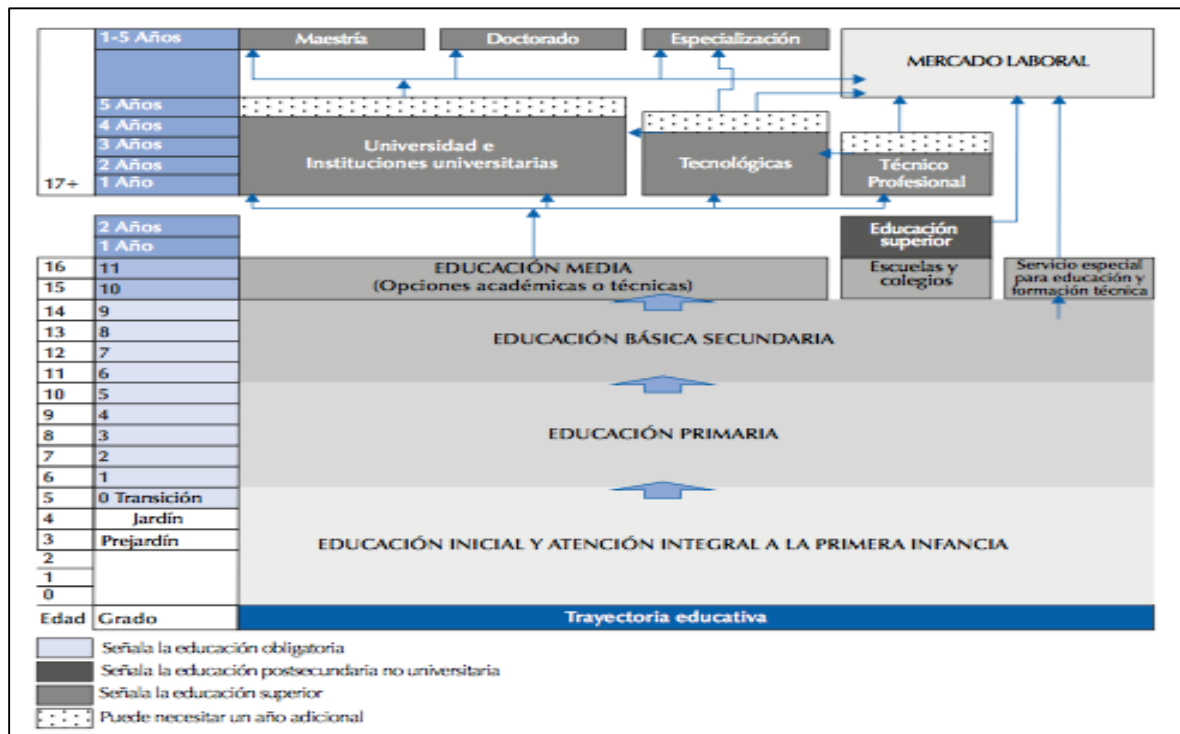 1-5 Años
Maestría
Doctorado
Especialización
MERCADO LABORAL
5 Años
4 Años
3 Años
2 Años
17+
1 Año
Universidad e
Instituciones universitarias
Tecnológicas
Técnico
Profesional
2 Años
1 Año
Educación
superior
16
11
15
10
EDUCACIÓN MEDIA
(Opciones académicas o técnicas)
Escuelas y
colegios
Servicio especial
para educación y
formación técnica
14
9
13
8
12
7
11
6
EDUCACIÓN BÁSICA SECUNDARIA
10
5
9
4
8
3
7
2
6
1
EDUCACIÓN PRIMARIA
5
0 Transición
4
Jardín
3
Prejardín
2
1
0
EDUCACIÓN INICIAL Y ATENCIÓN INTEGRAL A LA PRIMERA INFANCIA
Edad
Grado
Trayectoria educativa
Señala la educación obligatoria
Señala la educación postsecundaria no universitaria
Señala la educación superior
Puede necesitar un año adicional